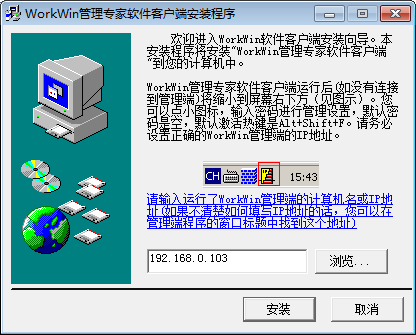 WorkWin管理专家软件客户端安装程序
欢迎进入WorkWin软件客户端安装向导。本
安装程序将安装"WorkWin管理专家软件客户端
"到您的计算机中。
WorkWin管理专家软件客户端运行后(如没有连接
到管理端)将缩小到屏幕右下方（见图示）。您
可以点小图标，输入密码进行管理设置，默认密
码是空，默认激活热键是Alt+Shift+F。请务必
设置正确的WorkWin管理端的IP地址。
CH 15:43
请输入运行了WorkWin管理端的计算机名或IP地
址(如果不清楚如何填写IP地址的话，您可以在
管理端程序的窗口标题中找到这个地址)
192.168.0.103
浏览...
安装
取消